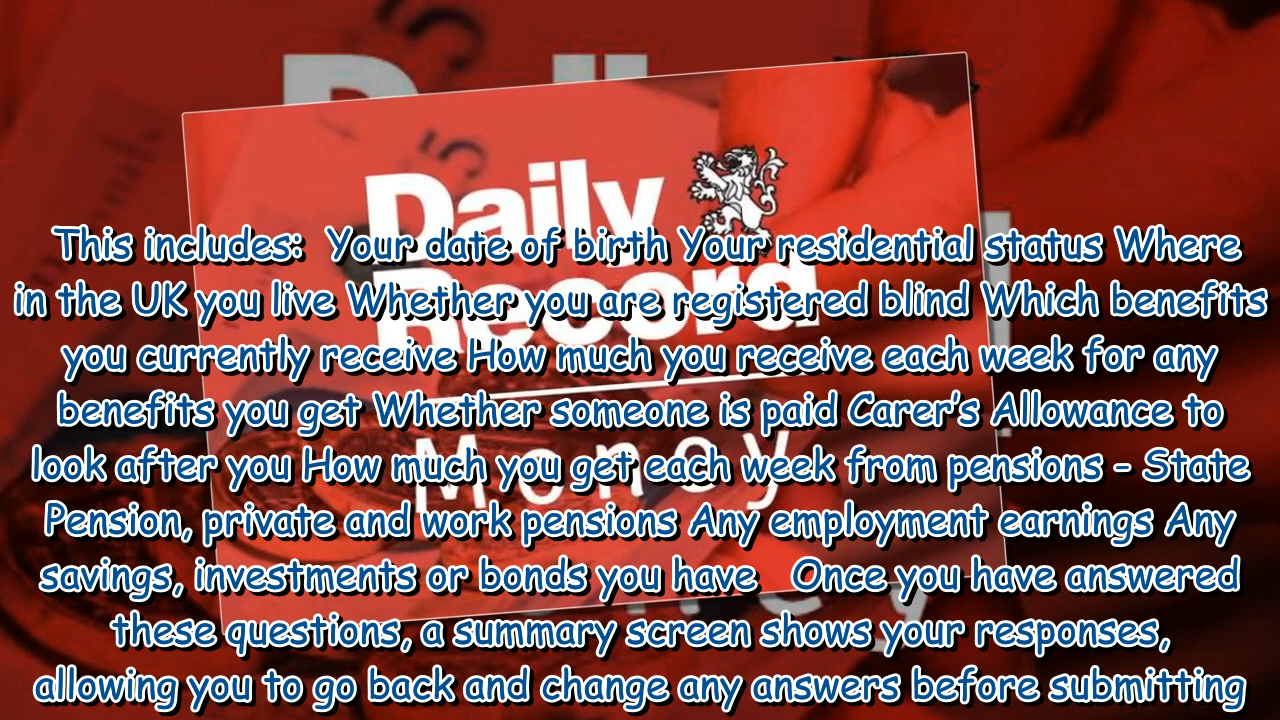 Daily
Record
Money
This includes: Your date of birth Your residential status Where
in the UK you live Whether you are registered blind Which benefits
you currently receive How much you receive each week for any
benefits you get Whether someone is paid Carer's Allowance to
look after you How much you get each week from pensions – State
Pension, private and work pensions Any employment earnings Any
savings, investments or bonds you have Once you have answered
these questions, a summary screen shows your responses,
allowing you to go back and change any answers before submitting